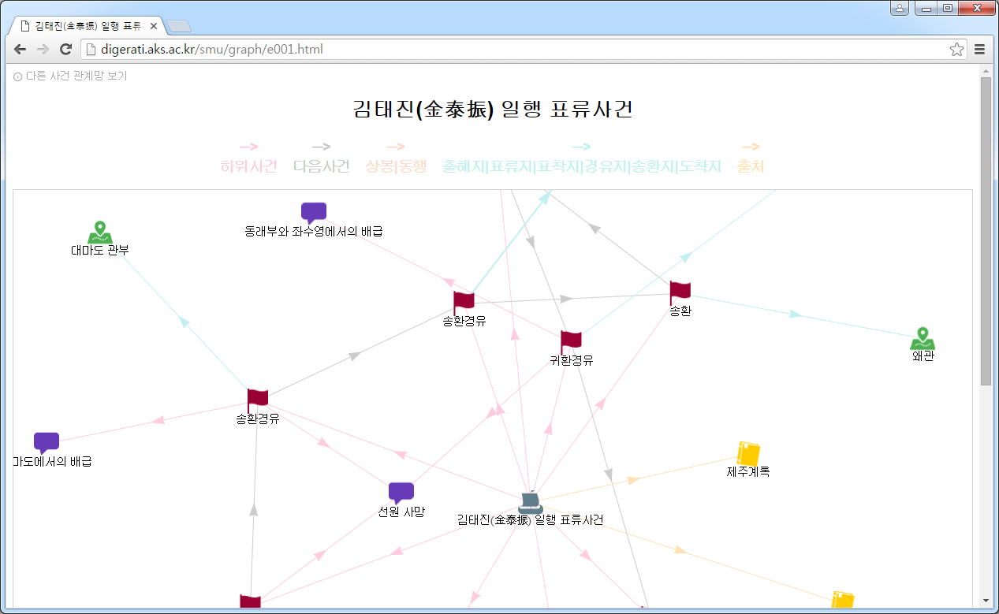 김태진(金泰振) 일행 표류
digerati.aks.ac.kr/smu/graph/e001.html
다른 사건 관계망 보기
김태진(金泰振) 일행 표류사건
하위사건 다음사건 상봉|동행 출해지|표류지|표착지|경유지|송환지|도착지 출처
동래부와 좌수영에서의 배급
대마도 관부
송환경유
송환
귀환경유
왜관
송환경유
마도에서의 배급
제주계록
선원 사망
김태진(金泰振) 일행 표류사건